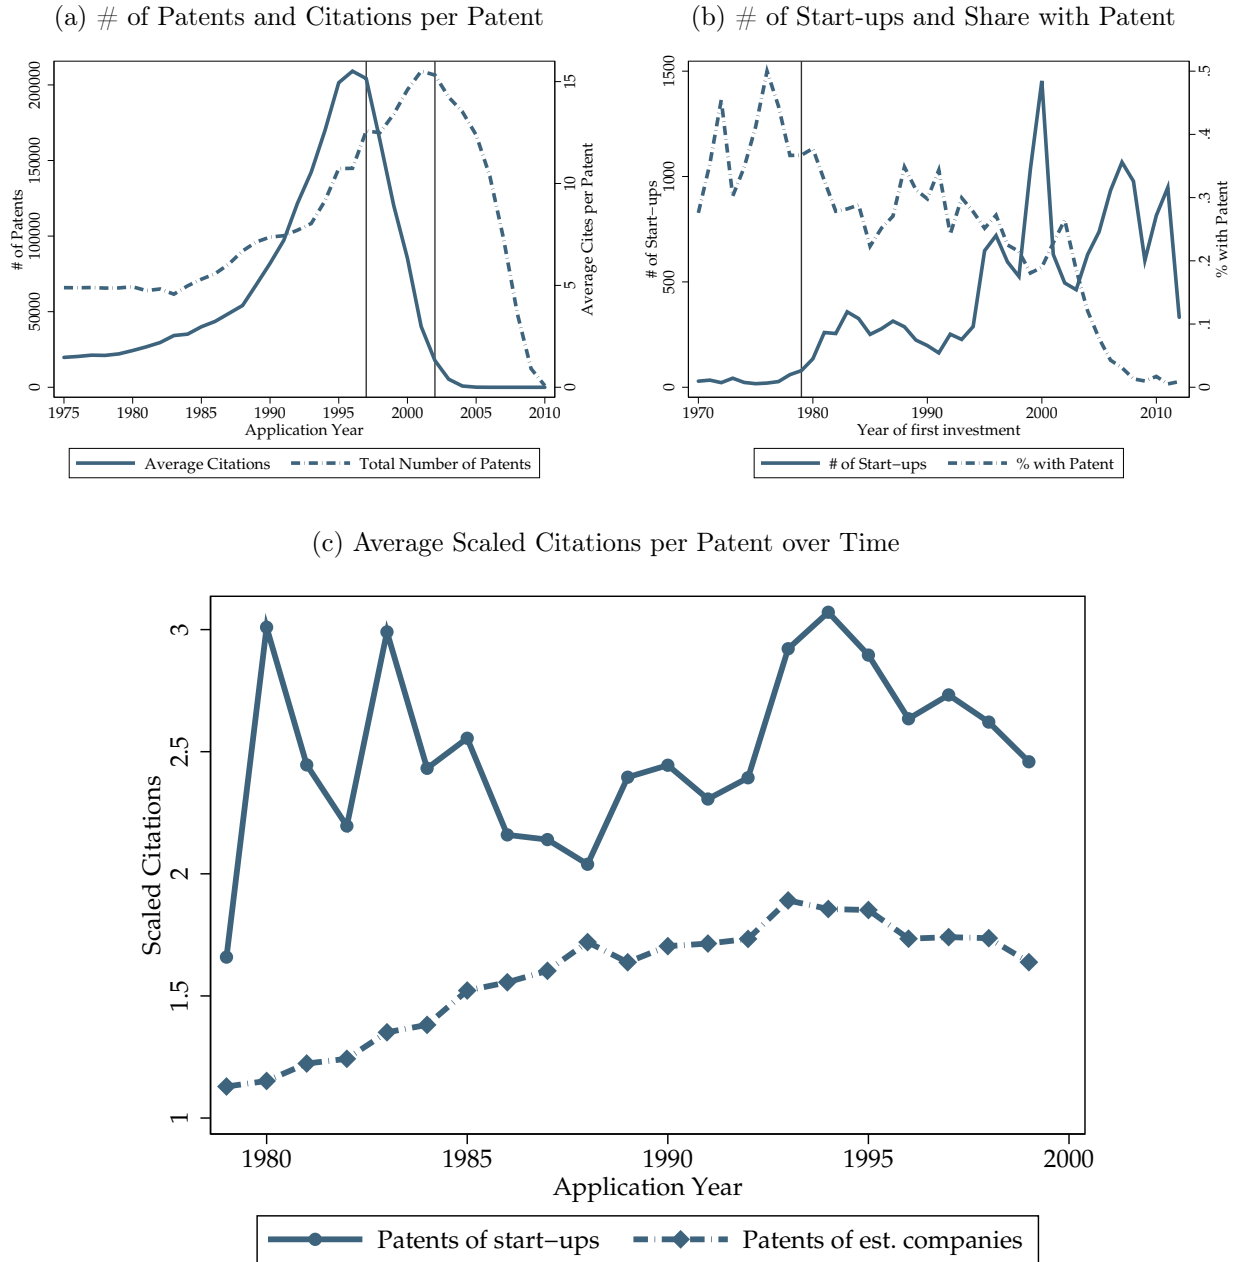 (a) # of Patents and Citations per Patent
200000
150000
100000
50000
0
# of Patents
15
10
5
0
Average Cites per Patent
1975 1980 1985 1990 1995 2000 2005 2010
Application Year
Average Citations Total Number of Patents
(b) # of Start-ups and Share with Patent
1500
1000
500
0
# of Start–ups
.5
.4
.3
.2
.1
0
% with Patent
1970 1980 1990 2000 2010
Year of first investment
# of Start–ups % with Patent
(c) Average Scaled Citations per Patent over Time
3
2.5
2
1.5
1
Scaled Citations
1980 1985 1990 1995 2000
Application Year
Patents of start–ups Patents of est. companies